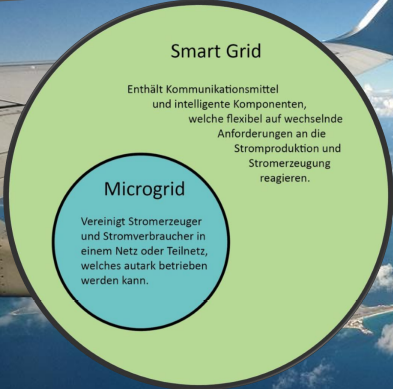 Smart Grid
Enthält Kommunikationsmittel
und intelligente Komponenten,
welche flexibel auf wechselnde
Anforderungen an die
Stromproduktion und
Stromerzeugung
reagieren.
Microgrid
Vereinigt Stromerzeuger
und Stromverbraucher in
einem Netz oder Teilnetz,
welches autark betrieben
werden kann.